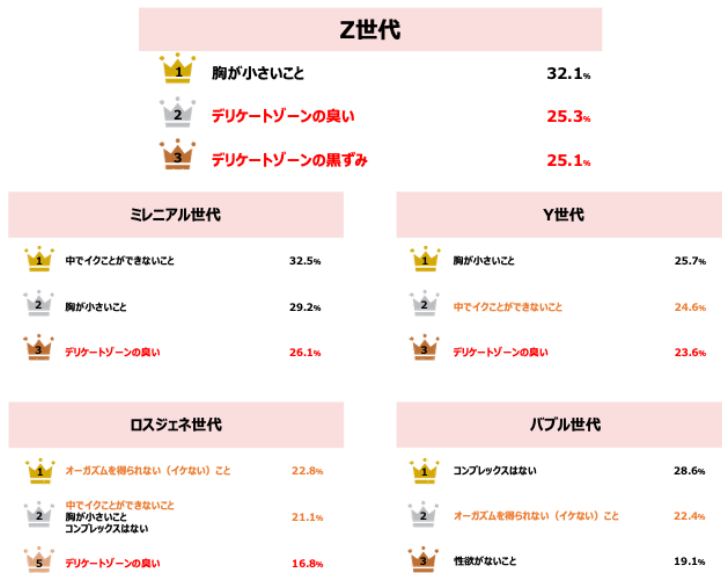 Z世代
1 胸が小さいこと 32.1%
2 デリケートゾーンの臭い 25.3%
3 デリケートゾーンの黒ずみ 25.1%
ミレニアル世代
1 中でイクことができないこと 32.5%
2 胸が小さいこと 29.2%
3 デリケートゾーンの臭い 26.1%
Y世代
1 胸が小さいこと 25.7%
2 中でイクことができないこと 24.6%
3 デリケートゾーンの臭い 23.6%
ロスジェネ世代
1 オーガズムを得られない（イケない）こと 22.8%
中でイクことができないこと
2 胸が小さいこと 21.1%
コンプレックスはない
5 デリケートゾーンの臭い 16.8%
バブル世代
1 コンプレックスはない 28.6%
2 オーガズムを得られない（イケない）こと 22.4%
3 性欲がないこと 19.1%